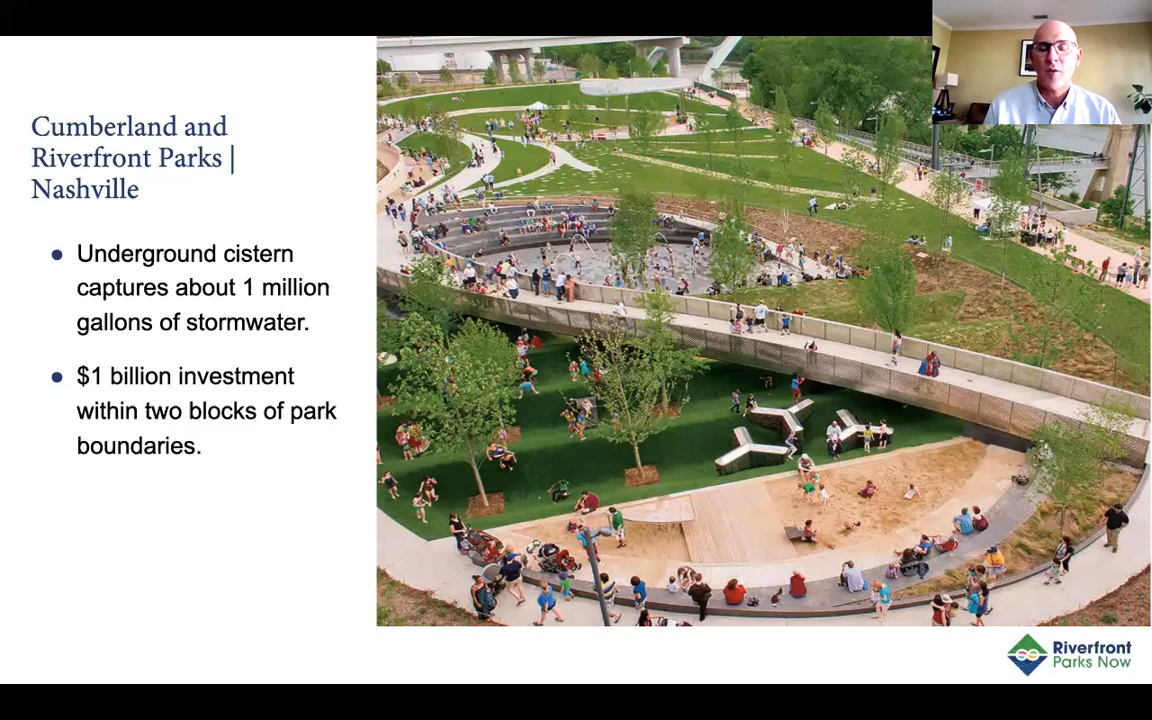 Cumberland and
Riverfront Parks |
Nashville
● Underground cistern
captures about 1 million
gallons of stormwater.
● $1 billion investment
within two blocks of park
boundaries.
Riverfront
Parks Now